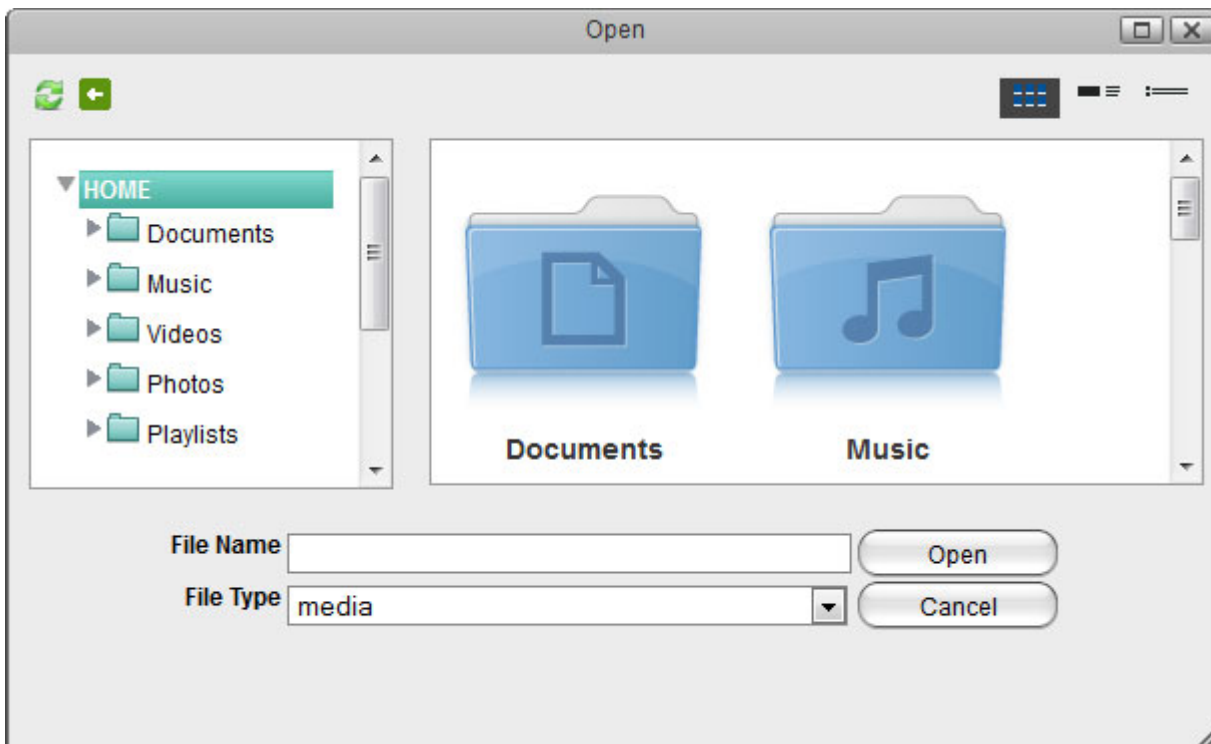 Open
HOME
Documents
Music
Videos
Photos
Playlists
Documents
Music
File Name
Open
File Type
media
Cancel